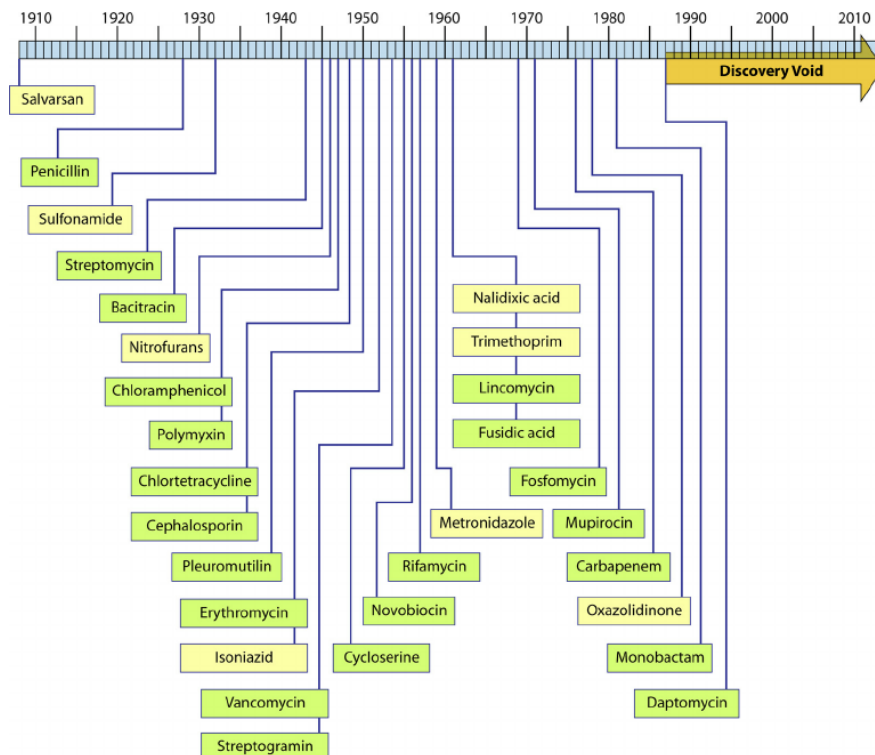 1910 1920 1930 1940 1950 1960 1970 1980 1990 2000 2010
Discovery Void
Salvarsan
Penicillin
Sulfonamide
Streptomycin
Bacitracin
Nitrofurans
Chloramphenicol
Polymyxin
Chlortetracycline
Cephalosporin
Pleuromutilin
Erythromycin
Isoniazid
Vancomycin
Streptogramin
Cycloserine
Novobiocin
Rifamycin
Metronidazole
Nalidixic acid
Trimethoprim
Lincomycin
Fusidic acid
Fosfomycin
Mupirocin
Carbapenem
Oxazolidinone
Monobactam
Daptomycin